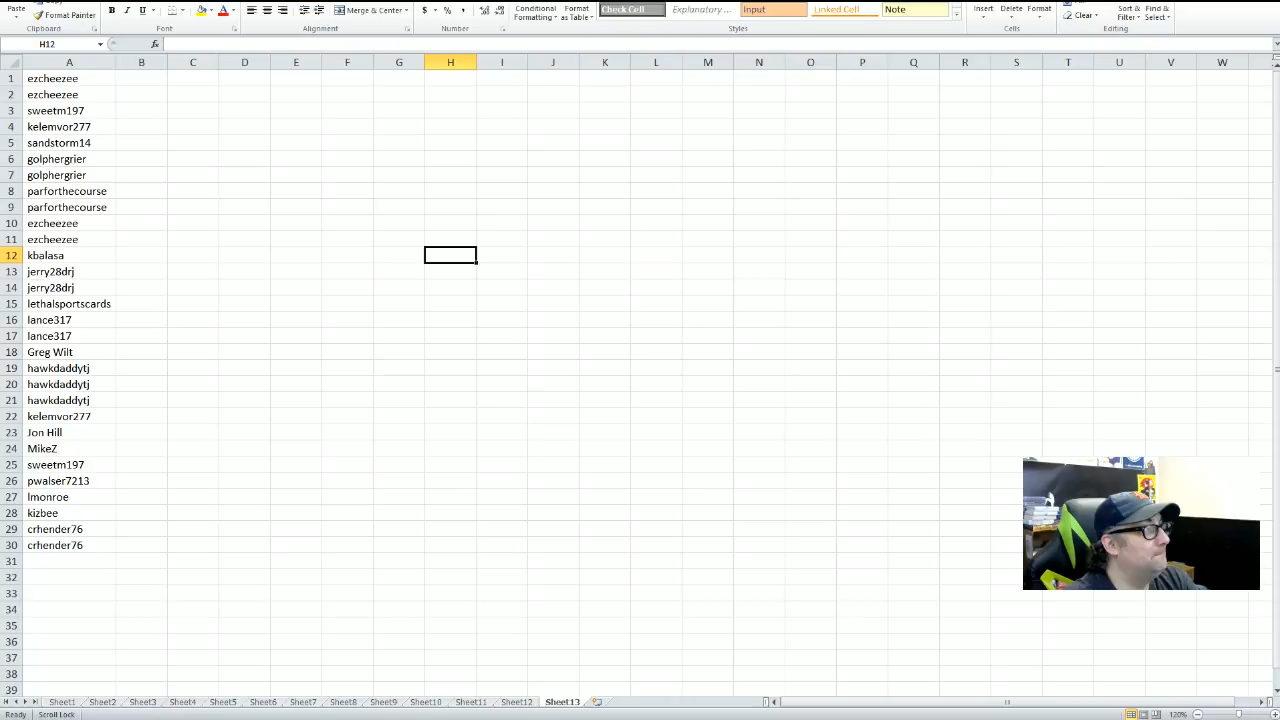 Paste
Format Painter
B I U A
Merge & Center
$ % ,
Conditional Formatting
Format as Table
Check Cell
Explanatory ...
Input
Linked Cell
Note
Insert Delete Format
Clear
Sort & Filter
Find & Select
Clipboard
Font
Alignment
Number
Styles
Cells
Editing
H12
fx
A B C D E F G H I J K L M N O P Q R S T U V W
1 ezcheezee
2 ezcheezee
3 sweetm197
4 kelemvor277
5 sandstorm14
6 golphergrier
7 golphergrier
8 parforthecourse
9 parforthecourse
10 ezcheezee
11 ezcheezee
12 kbalasa
13 jerry28drj
14 jerry28drj
15 lethalsportscards
16 lance317
17 lance317
18 Greg Wilt
19 hawkdaddytj
20 hawkdaddytj
21 hawkdaddytj
22 kelemvor277
23 Jon Hill
24 MikeZ
25 sweetm197
26 pwalser7213
27 lmonroe
28 kizbee
29 crhender76
30 crhender76
31
32
33
34
35
36
37
38
39
Sheet1 Sheet2 Sheet3 Sheet4 Sheet5 Sheet6 Sheet7 Sheet8 Sheet9 Sheet10 Sheet11 Sheet12 Sheet13
Ready Scroll Lock
120%